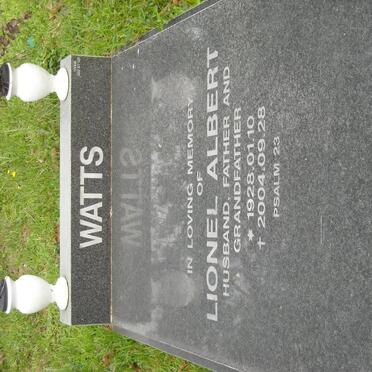 WATTS
IN LOVING MEMORY
OF
LIONEL ALBERT
HUSBAND, FATHER AND
GRANDFATHER
* 1928.01.10
† 2004.09.28
PSALM 23